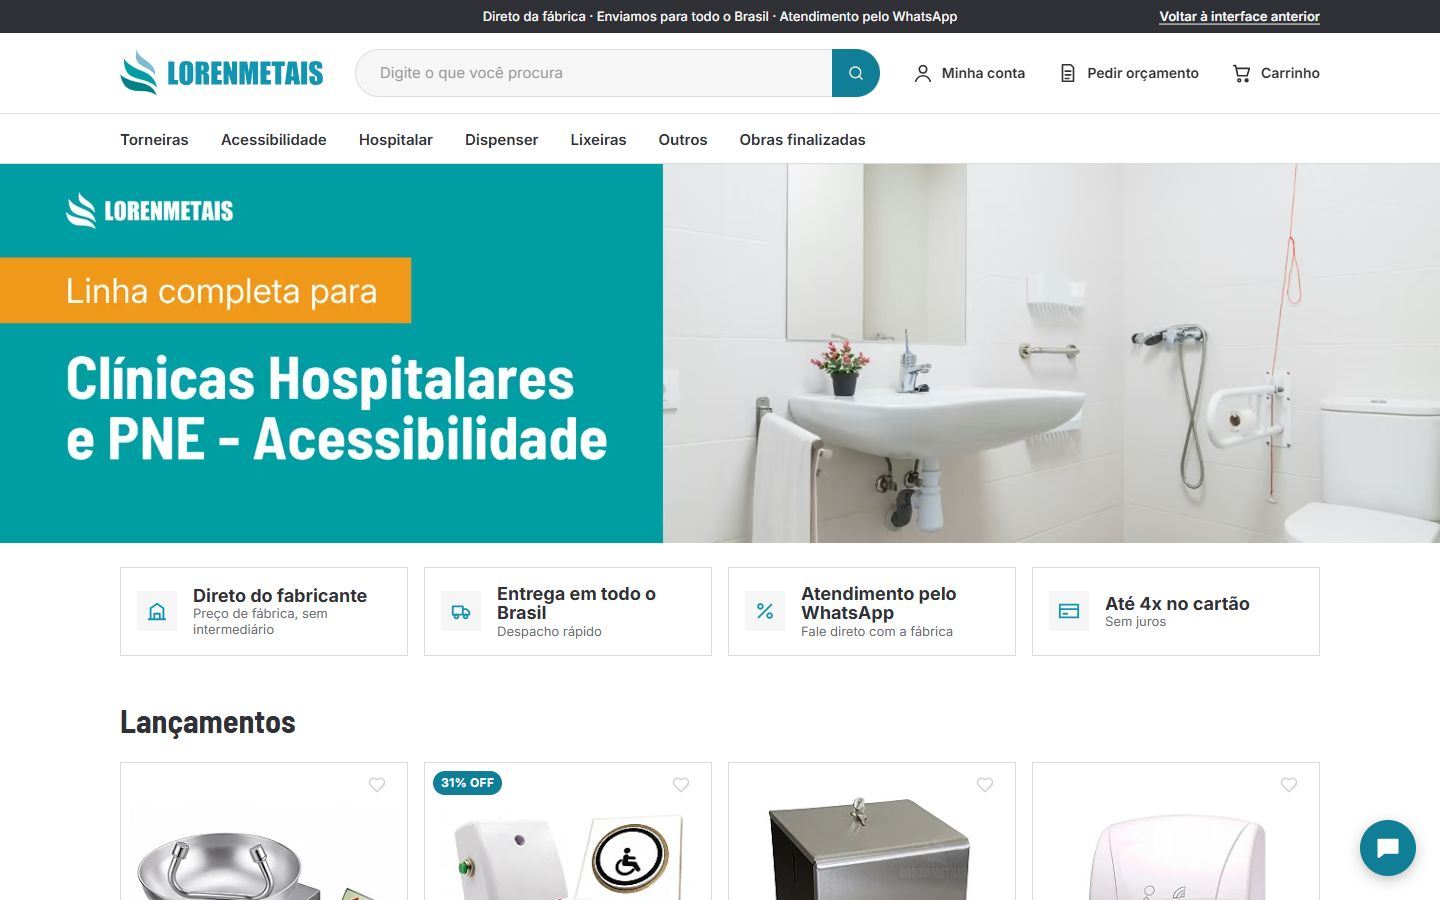 Direto da fábrica · Enviamos para todo o Brasil · Atendimento pelo WhatsApp
Voltar à interface anterior
LORENMETAIS
Digite o que você procura
Minha conta
Pedir orçamento
Carrinho
Torneiras
Acessibilidade
Hospitalar
Dispenser
Lixeiras
Outros
Obras finalizadas
LORENMETAIS
Linha completa para
Clínicas Hospitalares
e PNE - Acessibilidade
Direto do fabricante
Preço de fábrica, sem
intermediário
Entrega em todo o
Brasil
Despacho rápido
Atendimento pelo
WhatsApp
Fale direto com a fábrica
Até 4x no cartão
Sem juros
Lançamentos
31% OFF
LORENMETAIS